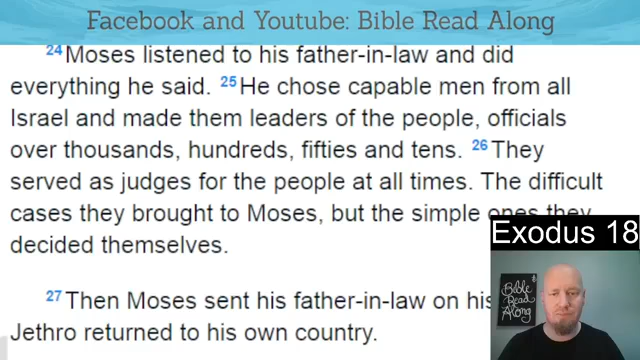 Facebook and Youtube: Bible Read Along
24 Moses listened to his father-in-law and did
everything he said. 25 He chose capable men from all
Israel and made them leaders of the people, officials
over thousands, hundreds, fifties and tens. 26 They
served as judges for the people at all times. The difficult
cases they brought to Moses, but the simple ones they
decided themselves.
Exodus 18
27 Then Moses sent his father-in-law on his
Jethro returned to his own country.
Bible
Read
Along